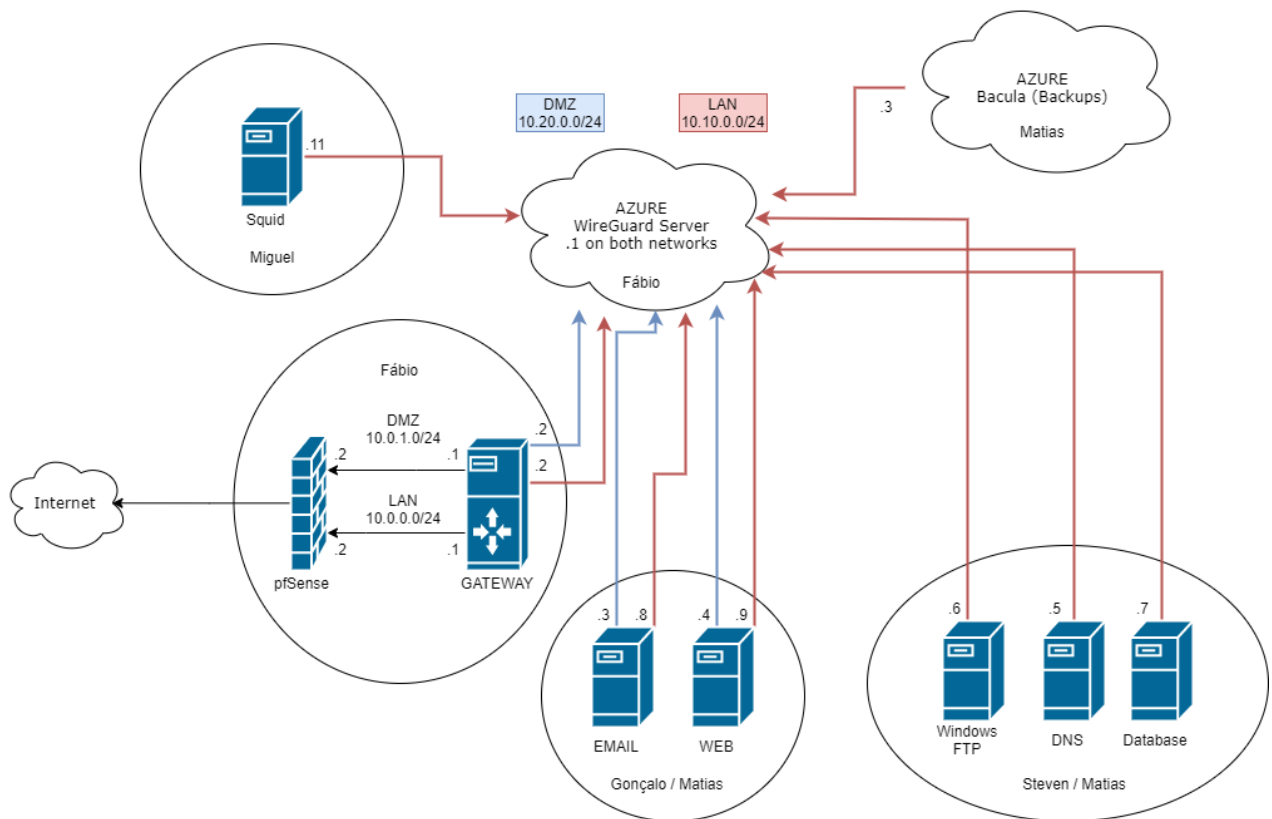 AZURE
Bacula (Backups)
Matias
.3
DMZ
10.20.0.0/24
LAN
10.10.0.0/24
.11
Squid
Miguel
AZURE
WireGuard Server
.1 on both networks
Fábio
Fábio
DMZ
10.0.1.0/24
.2
.1
.2
.2
LAN
10.0.0.0/24
.2
.1
Internet
pfSense
GATEWAY
.3
.8
.4
.9
EMAIL
WEB
Gonçalo / Matias
.6
.5
.7
Windows
FTP
DNS
Database
Steven / Matias